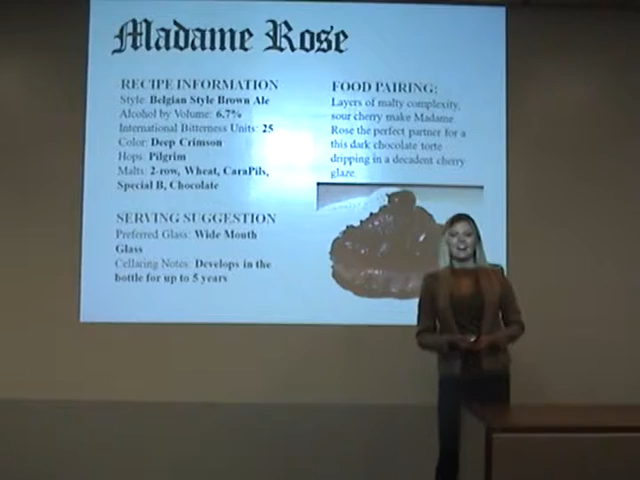 Madame Rose
RECIPE INFORMATION
Style: Belgian Style Brown Ale
Alcohol by Volume: 6.7%
International Bitterness Units: 25
Color: Deep Crimson
Hops: Pilgrim
Malts: 2-row, Wheat, CaraPils,
Special B, Chocolate
SERVING SUGGESTION
Preferred Glass: Wide Mouth
Glass
Cellaring Notes: Develops in the
bottle for up to 5 years
FOOD PAIRING:
Layers of malty complexity,
sour cherry make Madame
Rose the perfect partner for a
this dark chocolate torte
dripping in a decadent cherry
glaze.